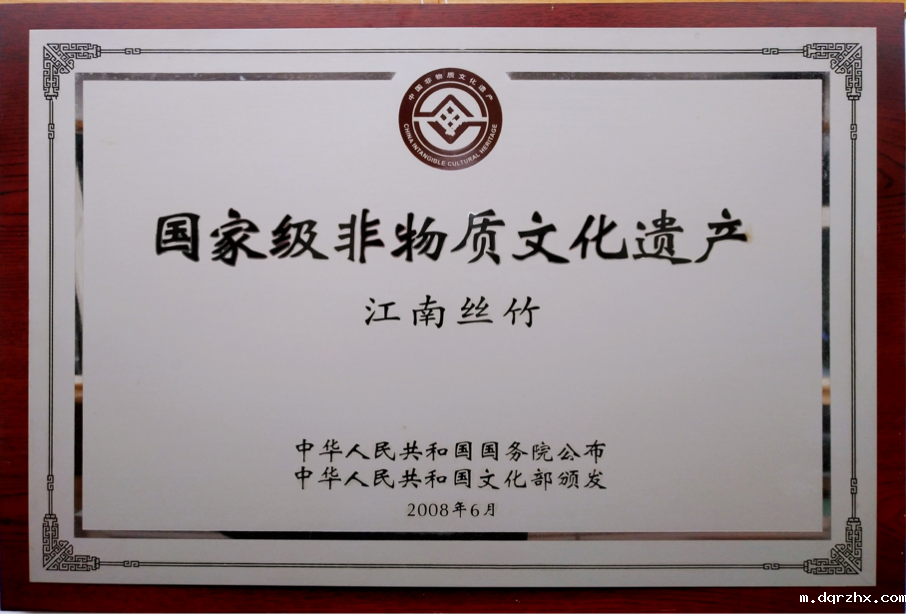 中国非物质文化遗产
CHINA INTANGIBLE CULTURAL HERITAGE
国家级非物质文化遗产
江南丝竹
中华人民共和国国务院公布
中华人民共和国文化部颁发
2008年6月
m.dqrzhx.com